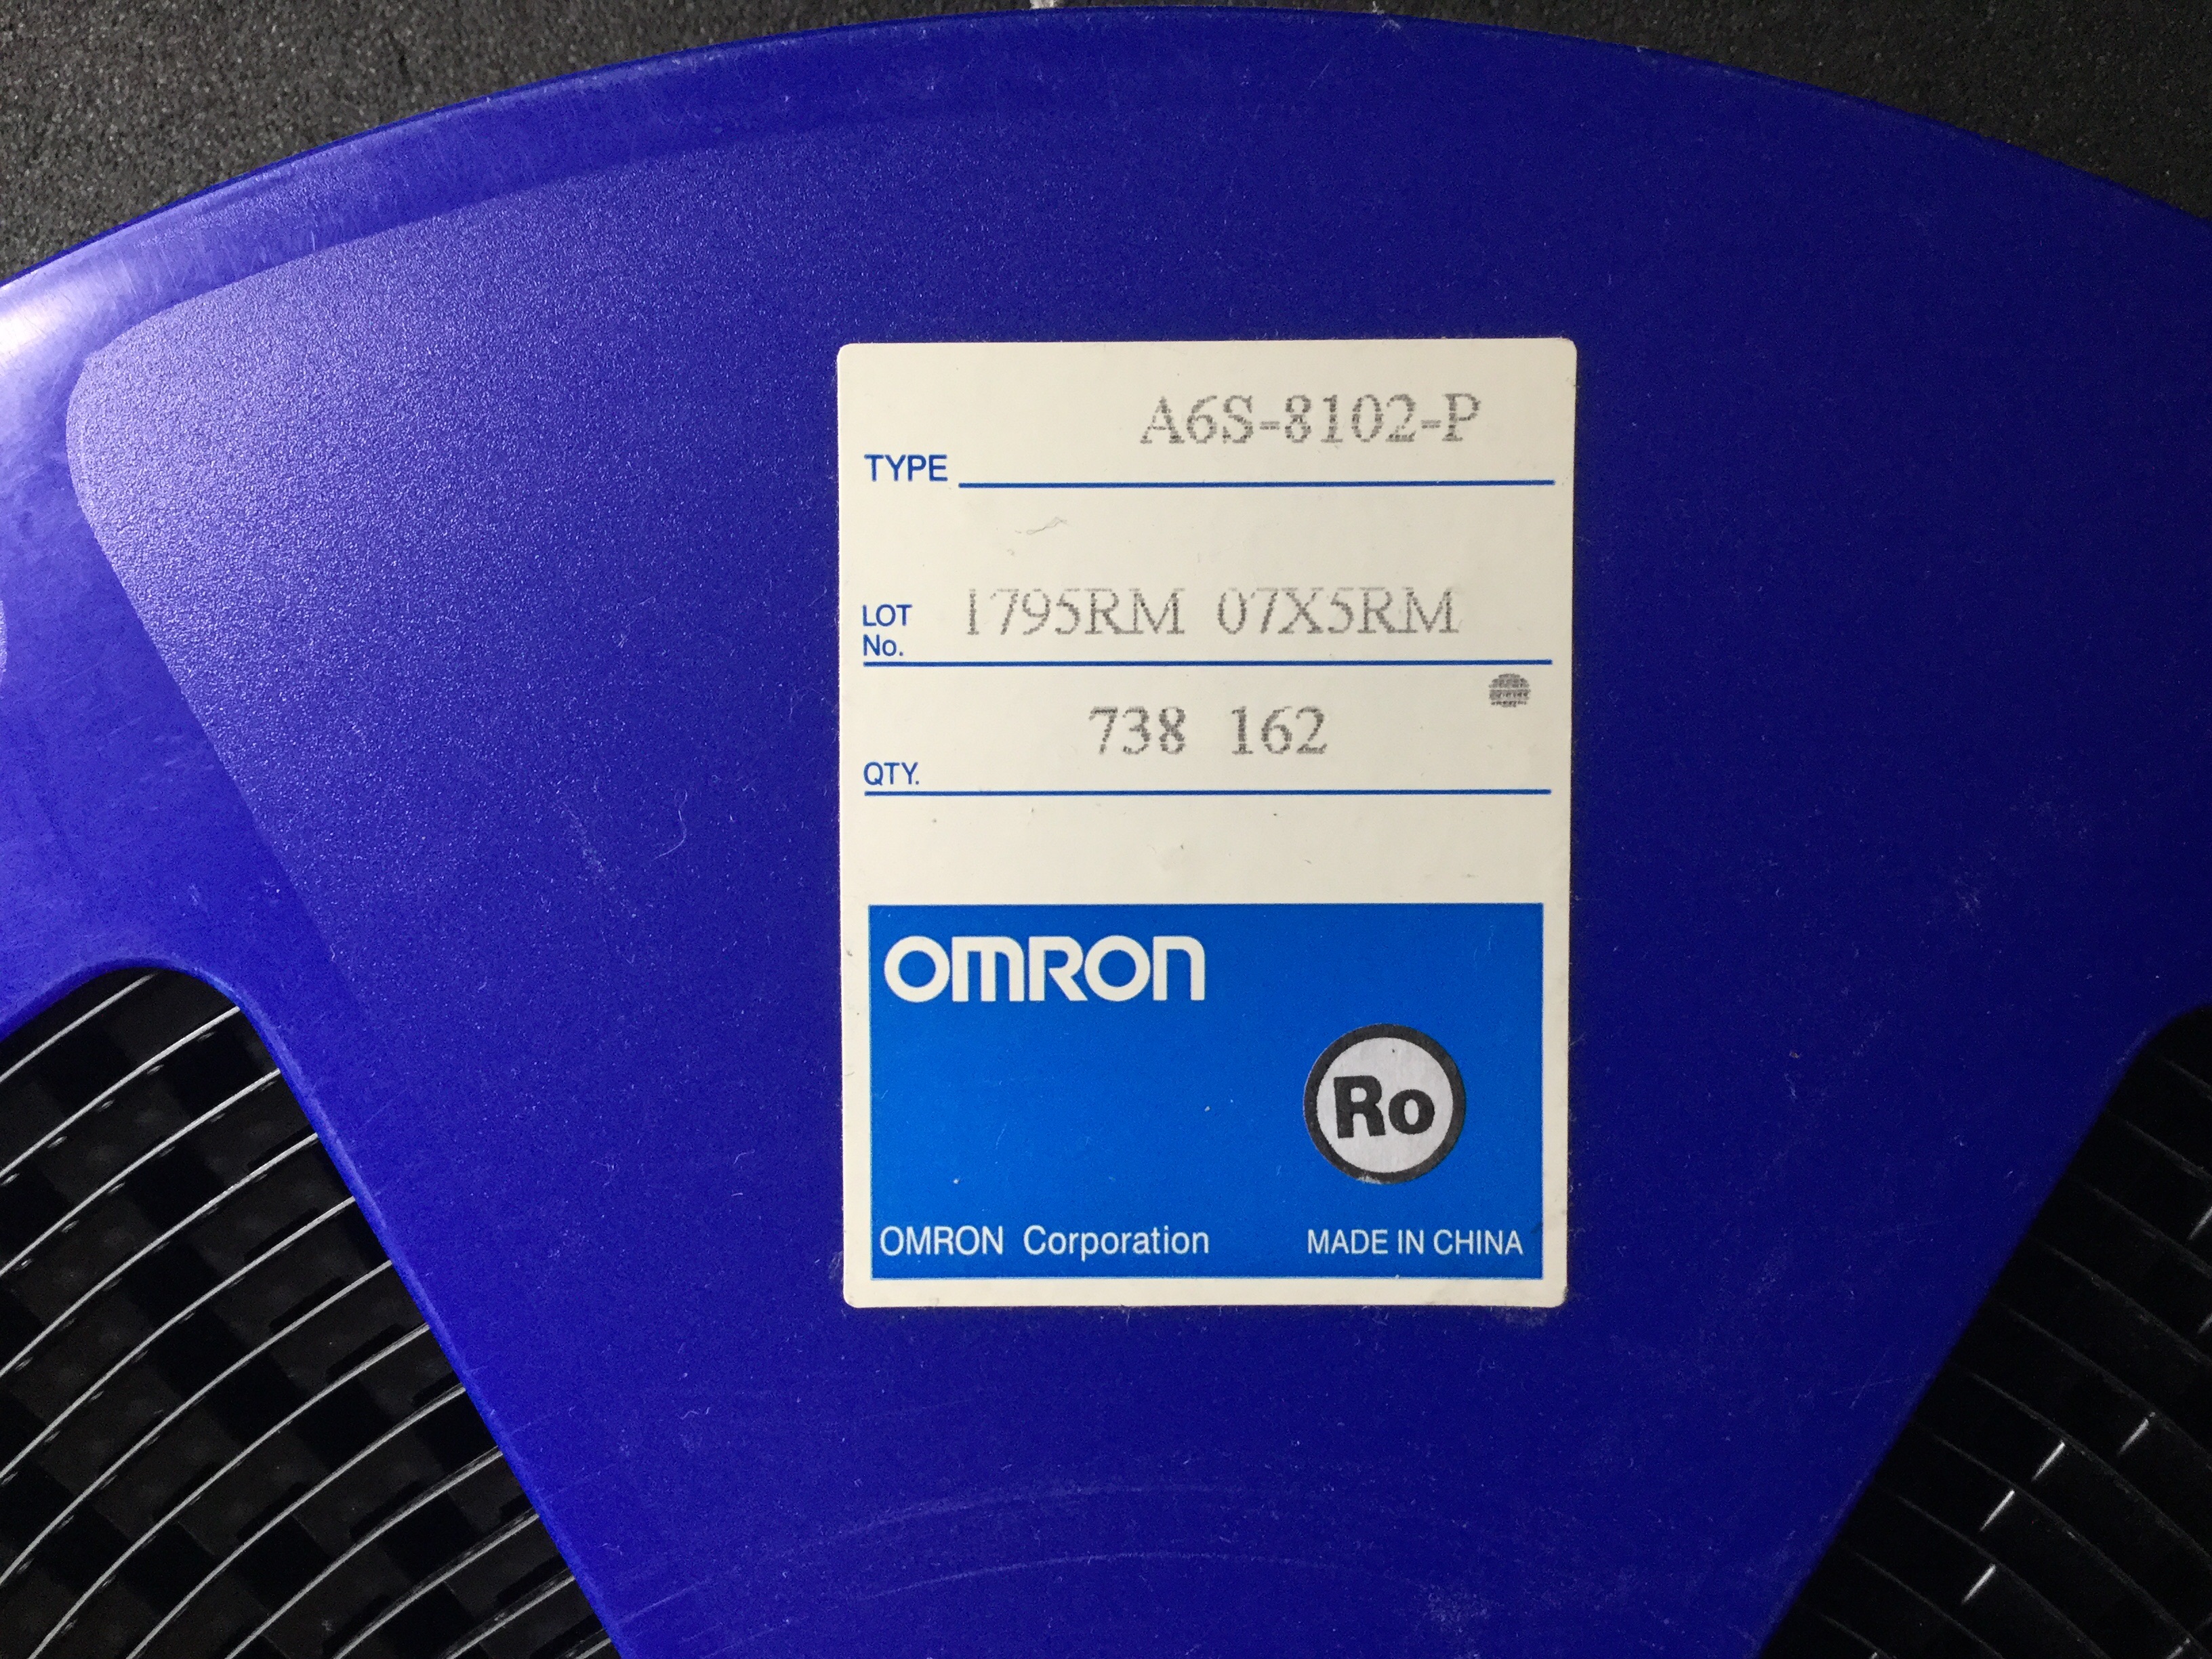 A6S-8102-P
TYPE
LOT 1795RM 07X5RM
No.
738 162
QTY.
OMRON
Ro
OMRON Corporation MADE IN CHINA